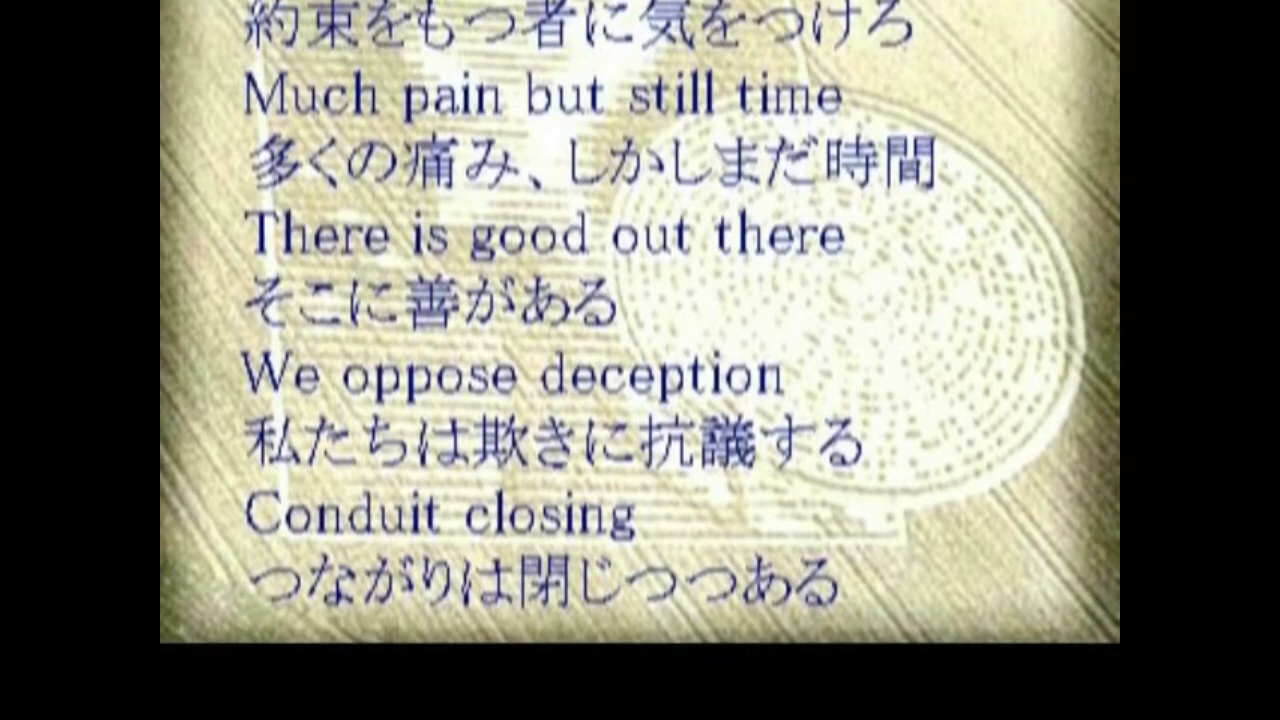 約束をもつ者に気をつけろ
Much pain but still time
多くの痛み、しかしまだ時間
There is good out there
そこに善がある
We oppose deception
私たちは欺きに抗議する
Conduit closing
つながりは閉じつつある